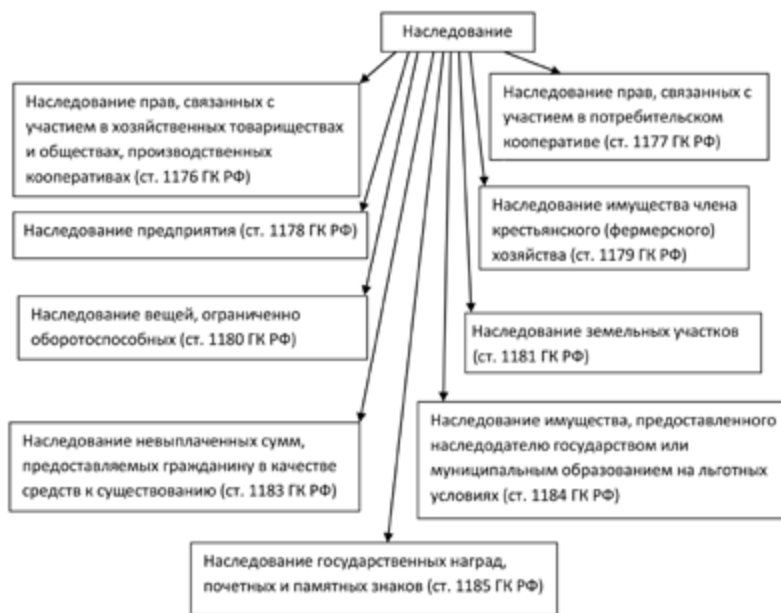 Наследование
Наследование прав, связанных с
участием в хозяйственных товариществах
и обществах, производственных
кооперативах (ст. 1176 ГК РФ)
Наследование прав, связанных с
участием в потребительском
кооперативе (ст. 1177 ГК РФ)
Наследование предприятия (ст. 1178 ГК РФ)
Наследование имущества члена
крестьянского (фермерского)
хозяйства (ст. 1179 ГК РФ)
Наследование вещей, ограниченно
оборотоспособных (ст. 1180 ГК РФ)
Наследование земельных участков
(ст. 1181 ГК РФ)
Наследование невыплаченных сумм,
предоставляемых гражданину в качестве
средств к существованию (ст. 1183 ГК РФ)
Наследование имущества, предоставленного
наследодателю государством или
муниципальным образованием на льготных
условиях (ст. 1184 ГК РФ)
Наследование государственных наград,
почетных и памятных знаков (ст. 1185 ГК РФ)